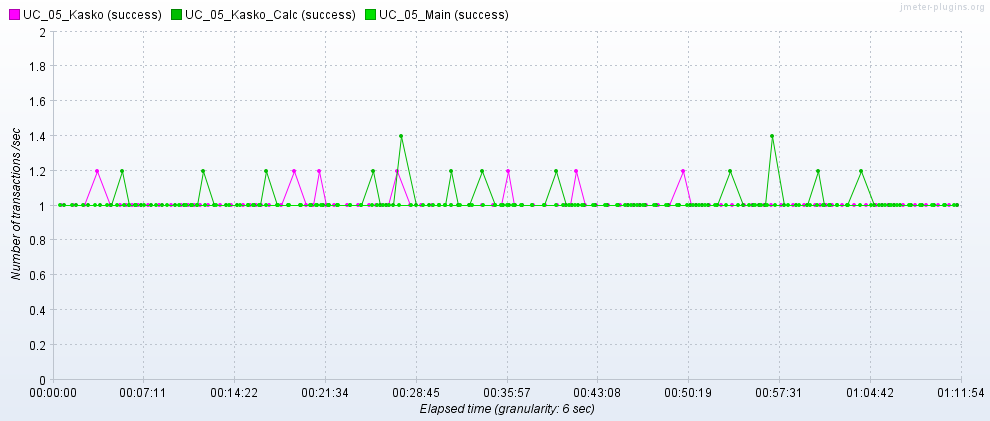 UC_05_Kasko (success) UC_05_Kasko_Calc (success) UC_05_Main (success)
jmeter-plugins.org
2
1.8
1.6
1.4
1.2
1
0.8
0.6
0.4
0.2
0
Number of transactions /sec
00:00:00 00:07:11 00:14:22 00:21:34 00:28:45 00:35:57 00:43:08 00:50:19 00:57:31 01:04:42 01:11:54
Elapsed time (granularity: 6 sec)